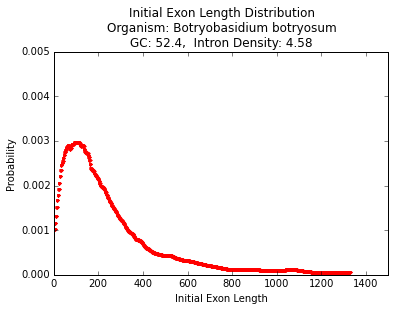 Initial Exon Length Distribution
Organism: Botryobasidium botryosum
GC: 52.4,  Intron Density: 4.58
0.005
0.004
0.003
0.002
0.001
0.000
Probability
0 200 400 600 800 1000 1200 1400
Initial Exon Length